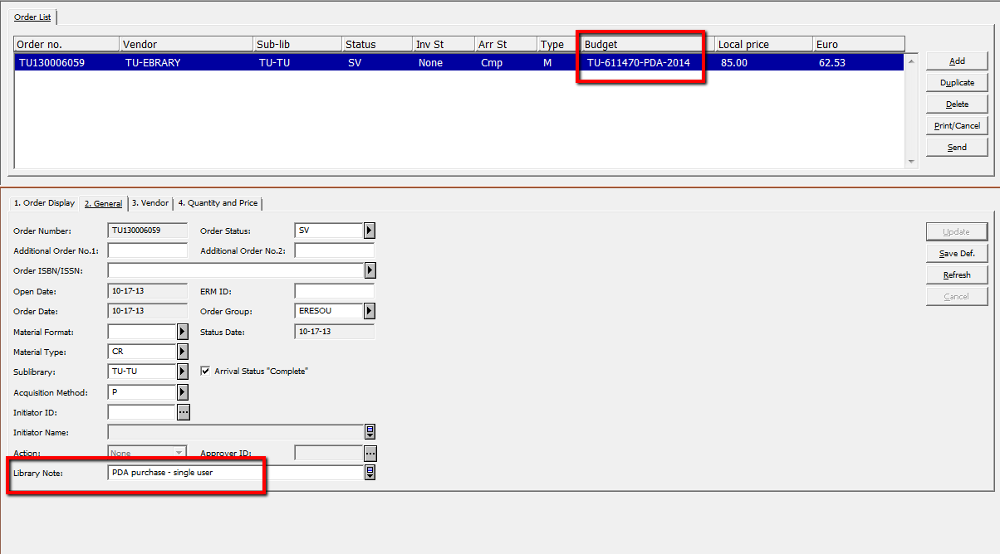 Order List
Order no. Vendor Sub-lib Status Inv St Arr St Type Budget Local price Euro
TU130006059 TU-EBRARY TU-TU SV None Cmp M TU-611470-PDA-2014 85.00 62.53
Add
Duplicate
Delete
Print/Cancel
Send
1. Order Display 2. General 3. Vendor 4. Quantity and Price
Order Number: TU130006059 Order Status: SV
Update
Additional Order No.1: Additional Order No.2:
Save Def.
Order ISBN/ISSN:
Refresh
Open Date: 10-17-13 ERM ID:
Cancel
Order Date: 10-17-13 Order Group: ERESOU
Material Format: Status Date: 10-17-13
Material Type: CR
Sublibrary: TU-TU Arrival Status "Complete"
Acquisition Method: P
Initiator ID:
Initiator Name:
Action: None Approver ID:
Library Note: PDA purchase - single user